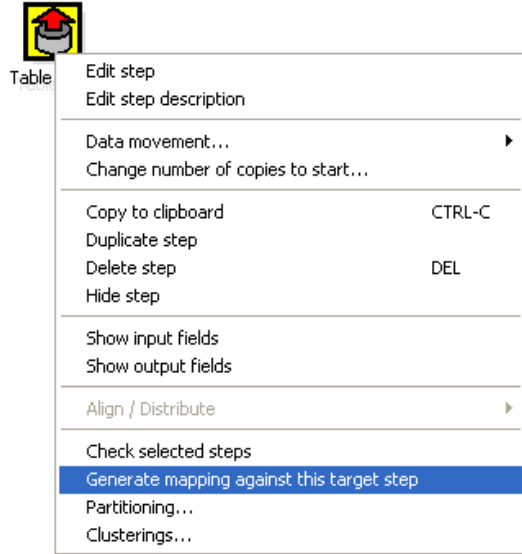 Table
Edit step
Edit step description
Data movement...
Change number of copies to start...
Copy to clipboard CTRL-C
Duplicate step
Delete step DEL
Hide step
Show input fields
Show output fields
Align / Distribute
Check selected steps
Generate mapping against this target step
Partitioning...
Clusterings...